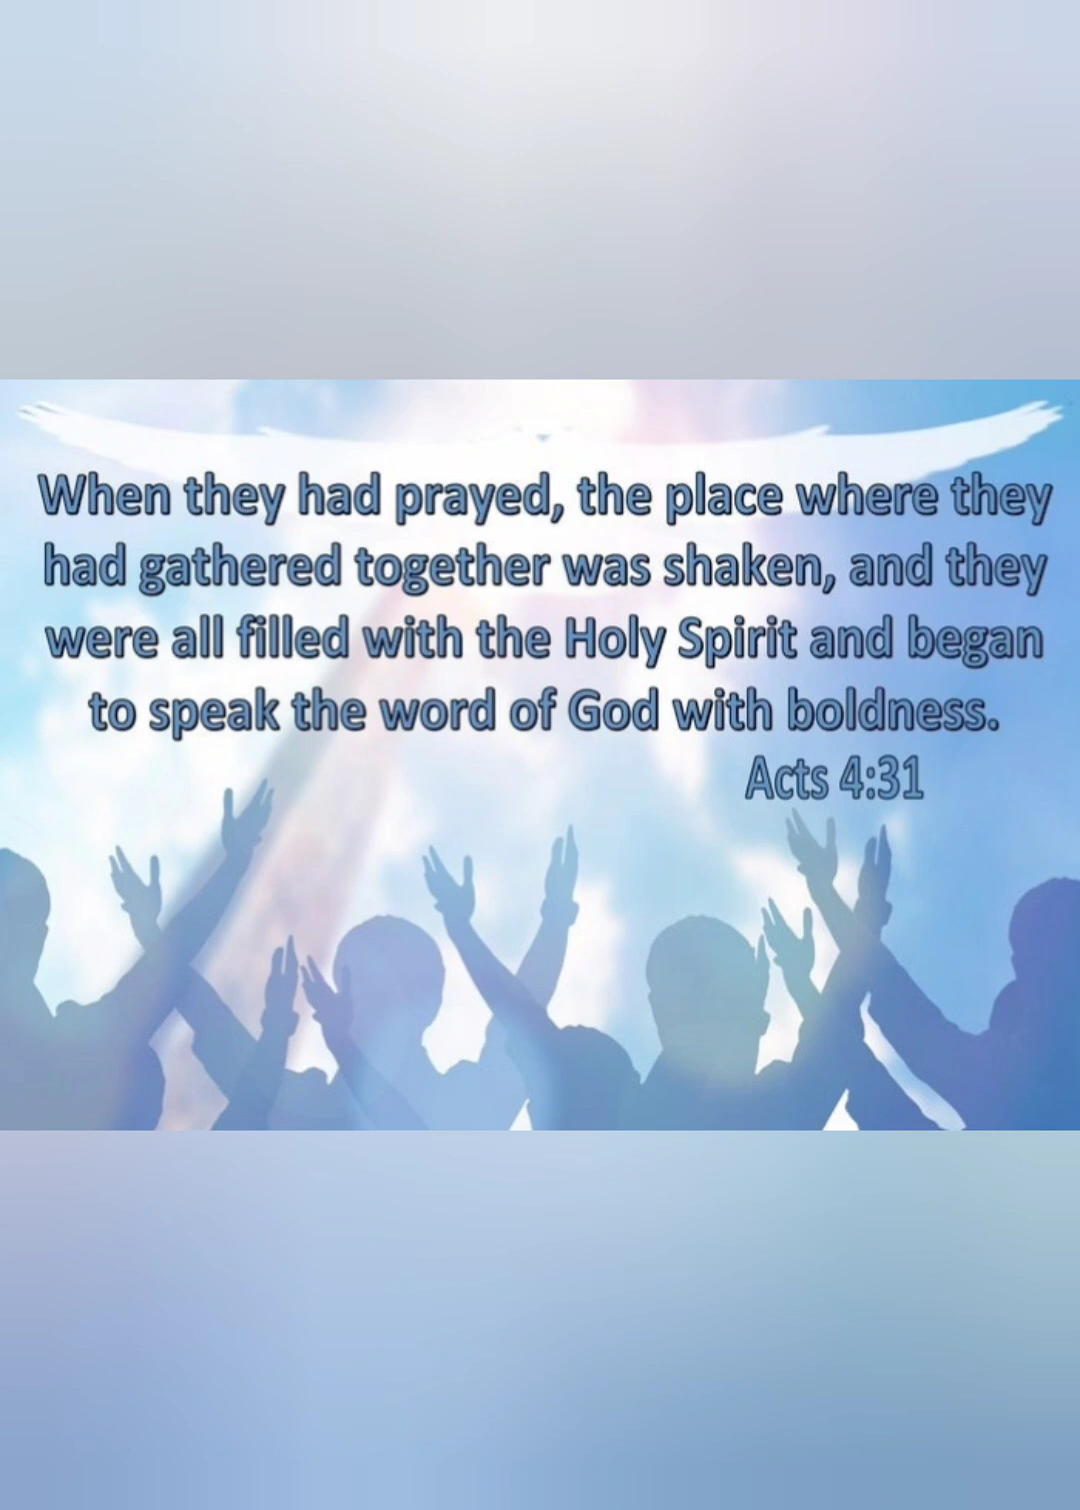 When they had prayed, the place where they
had gathered together was shaken, and they
were all filled with the Holy Spirit and began
to speak the word of God with boldness.
Acts 4:31